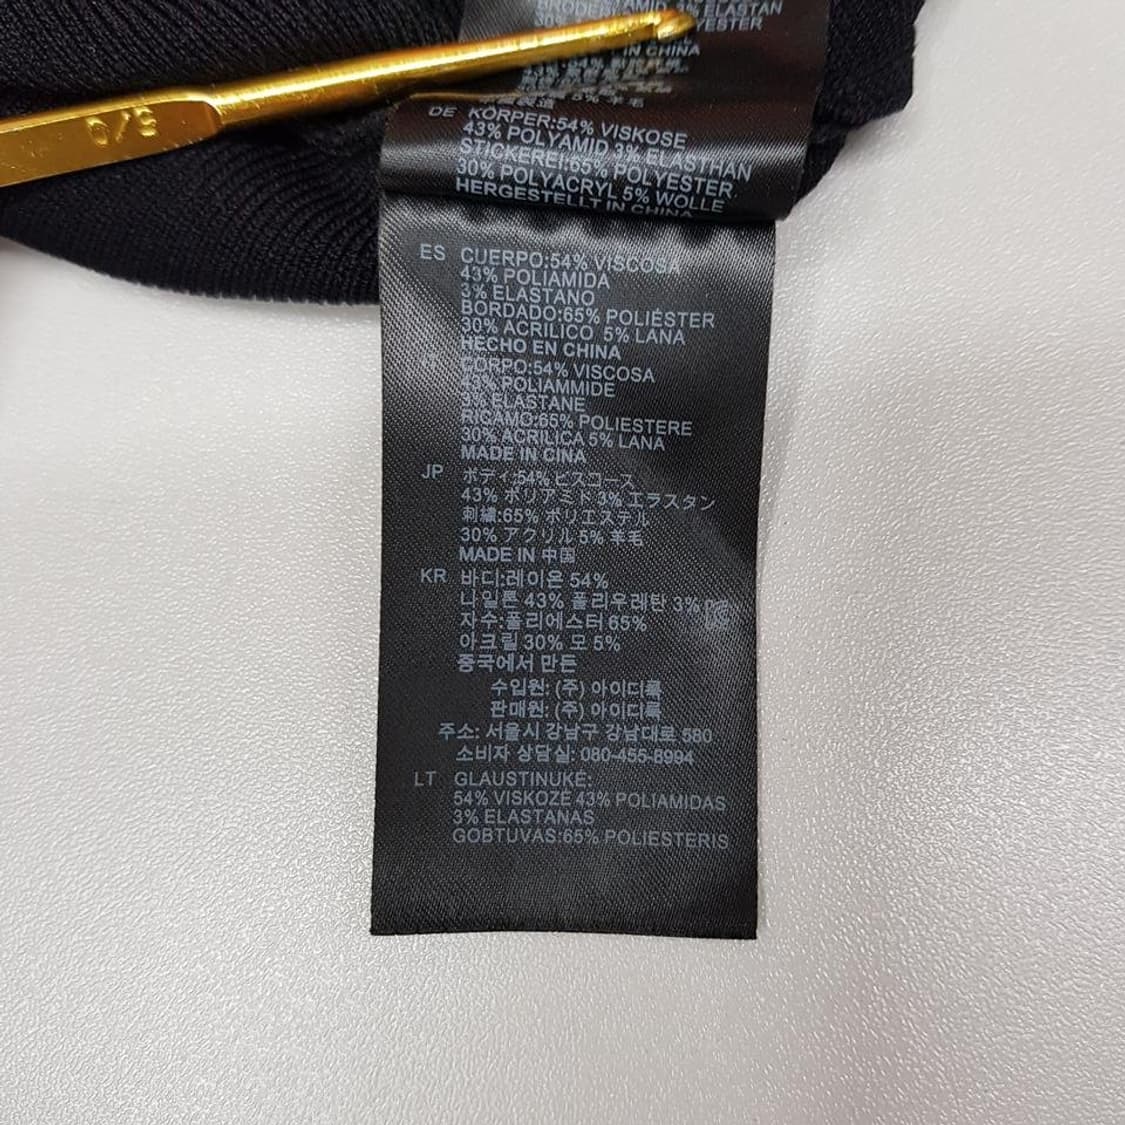 5/0
IN CHINA
5% 羊毛
DE KÖRPER:54% VISKOSE
43% POLYAMID 3% ELASTHAN
STICKEREI:65% POLYESTER
30% POLYACRYL 5% WOLLE
HERGESTELLT IN CHINA
ES CUERPO:54% VISCOSA
43% POLIAMIDA
3% ELASTANO
BORDADO:65% POLIÉSTER
30% ACRILICO 5% LANA
HECHO EN CHINA
CORPO:54% VISCOSA
43% POLIAMMIDE
3% ELASTANE
RICAMO:65% POLIESTERE
30% ACRILICA 5% LANA
MADE IN CINA
JP ボディ:54% ビスコース
43% ポリアミド 3% エラスタン
刺繍:65% ポリエステル
30% アクリル 5% 羊毛
MADE IN 中国
KR 바디:레이온 54%
나일론 43% 폴리우레탄 3%
자수:폴리에스터 65%
아크릴 30% 모 5%
중국에서 만든
수입원: (주) 아이디룩
판매원: (주) 아이디룩
주소: 서울시 강남구 강남대로 580
소비자 상담실: 080-455-8994
LT GLAUSTINUKĖ:
54% VISKOZĖ 43% POLIAMIDAS
3% ELASTANAS
GOBTUVAS:65% POLIESTERIS